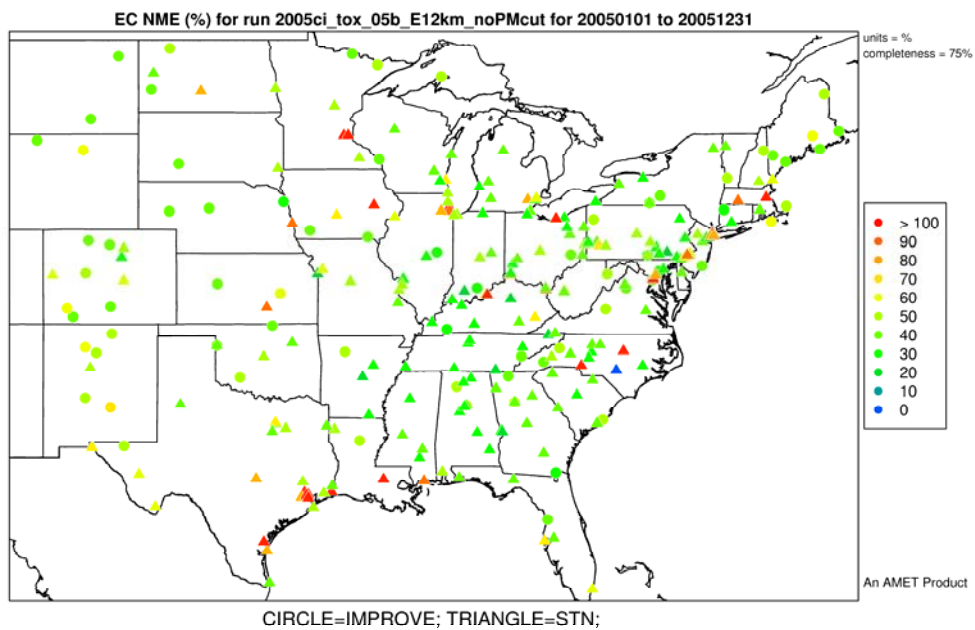 EC NME (%) for run 2005ci_tox_05b_E12km_noPMcut for 20050101 to 20051231
units = %
completeness = 75%
> 100
90
80
70
60
50
40
30
20
10
0
An AMET Product
CIRCLE=IMPROVE; TRIANGLE=STN;